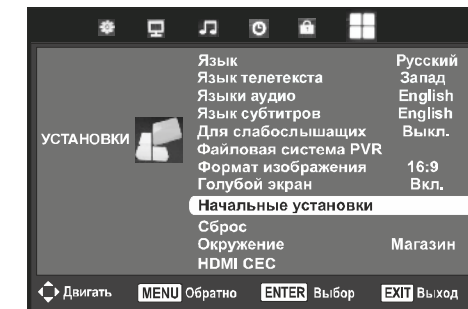 Язык Русский
Язык телетекста Запад
Языки аудио English
Язык субтитров English
УСТАНОВКИ
Для слабослышащих Выкл.
Файловая система PVR
Формат изображения 16:9
Голубой экран Вкл.
Начальные установки
Сброс
Окружение Магазин
HDMI CEC
Двигать MENU Обратно ENTER Выбор EXIT Выход